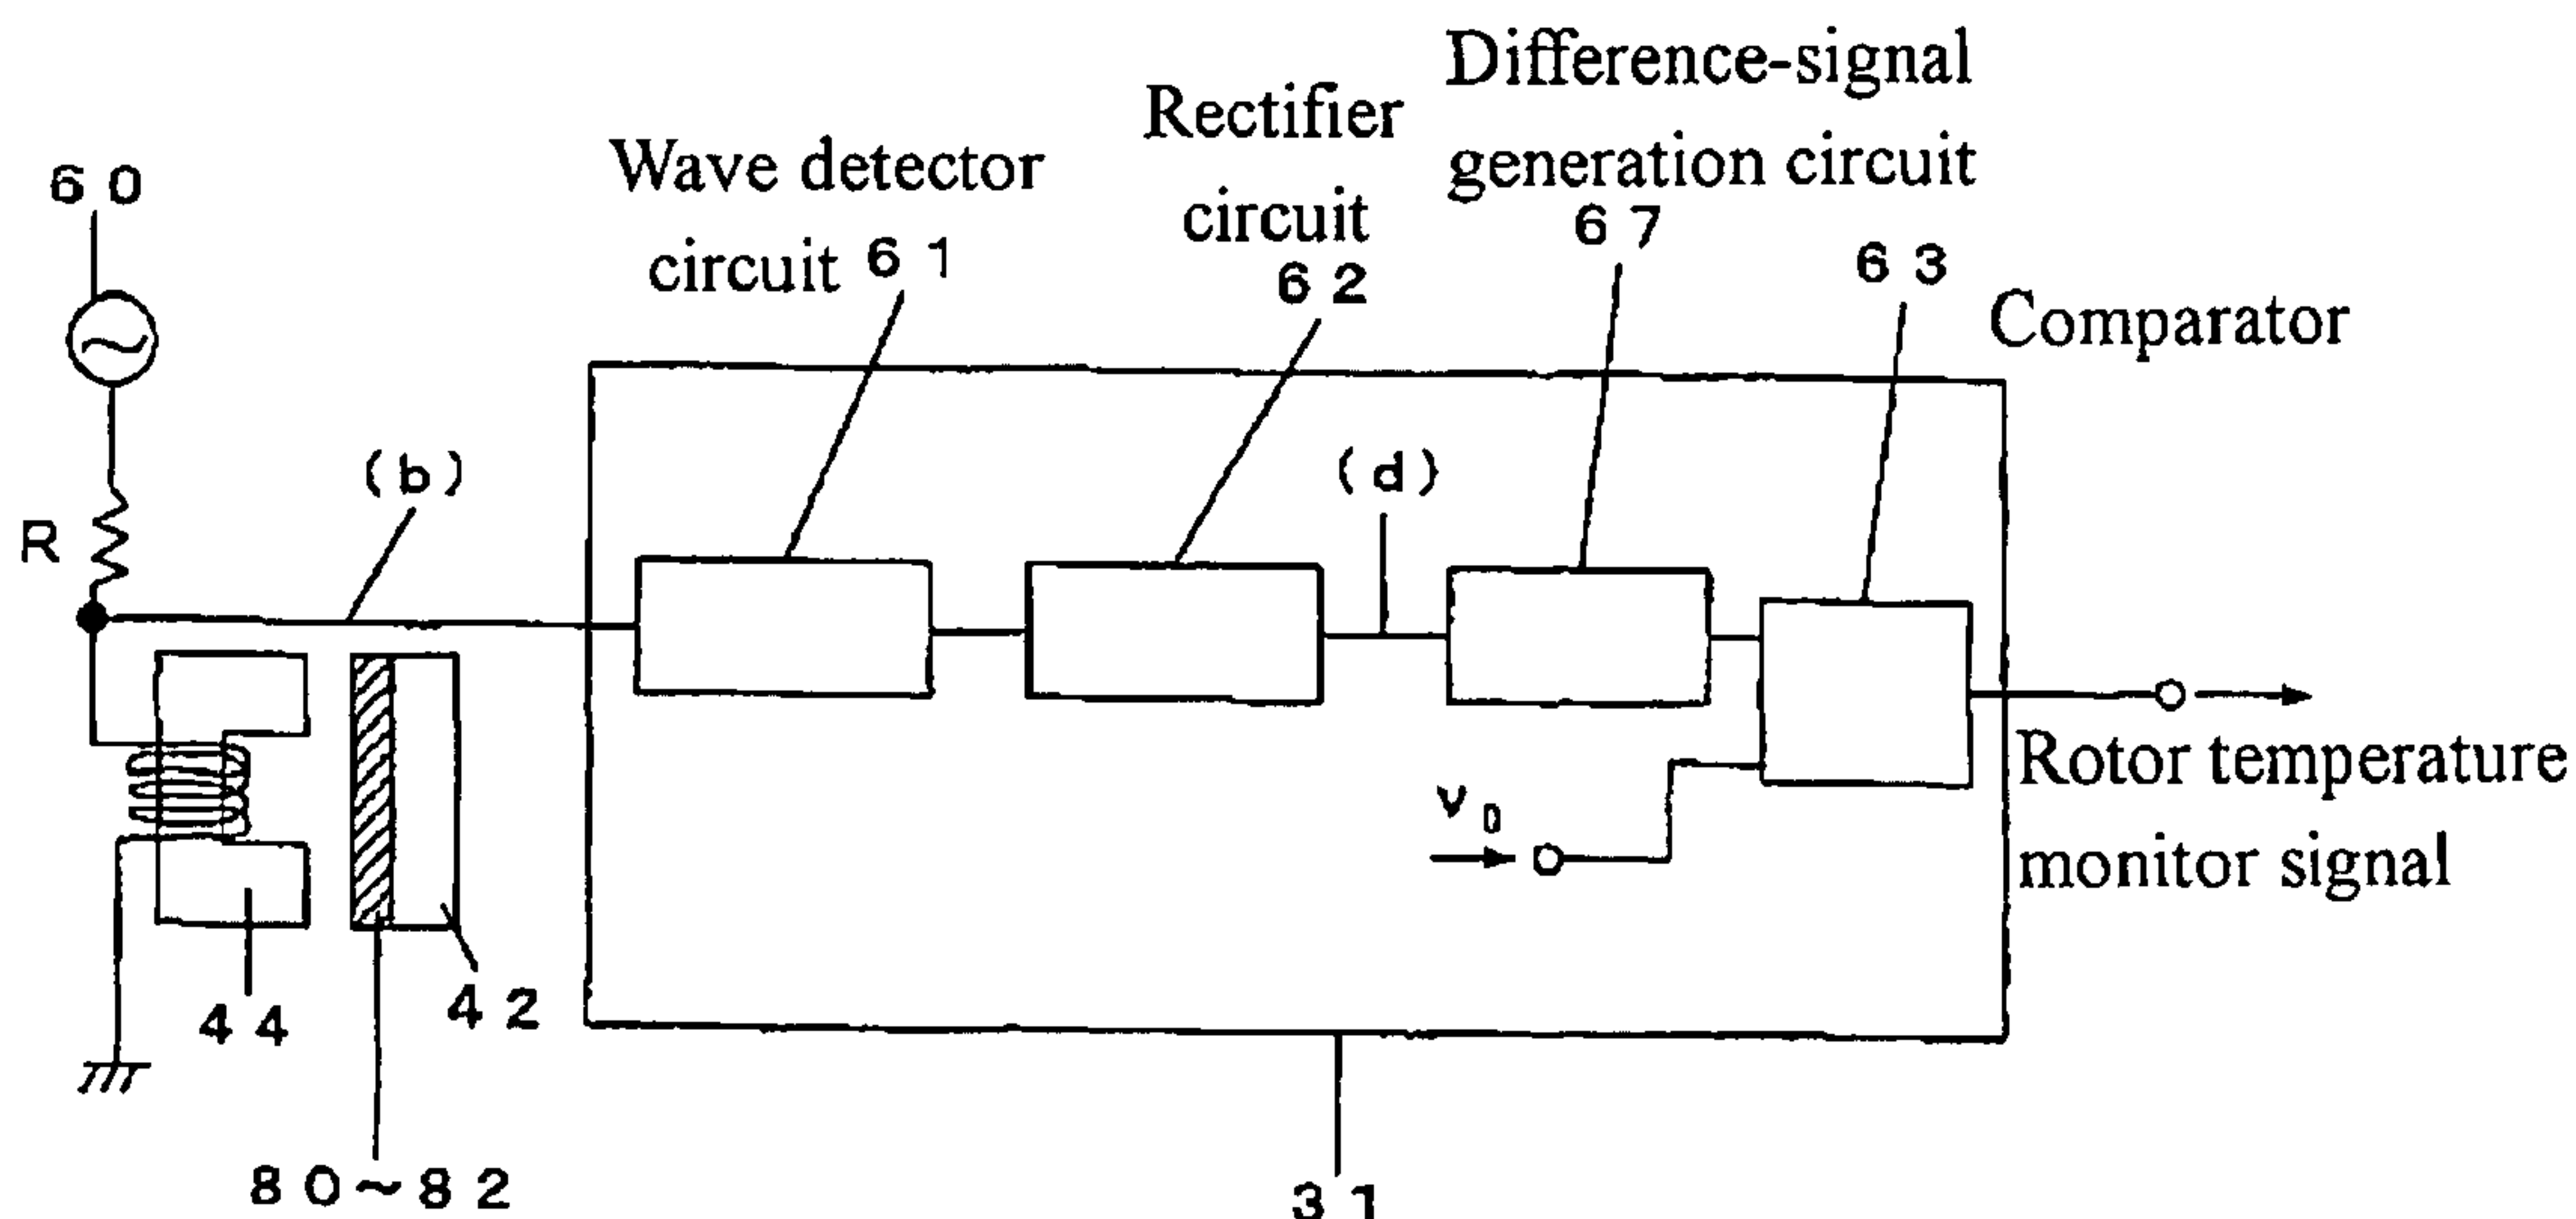 60
Wave detector
circuit 61
Rectifier
circuit
62
Difference-signal
generation circuit
67
63
Comparator
R
(b)
(d)
v0
Rotor temperature
monitor signal
44
42
80~82
31